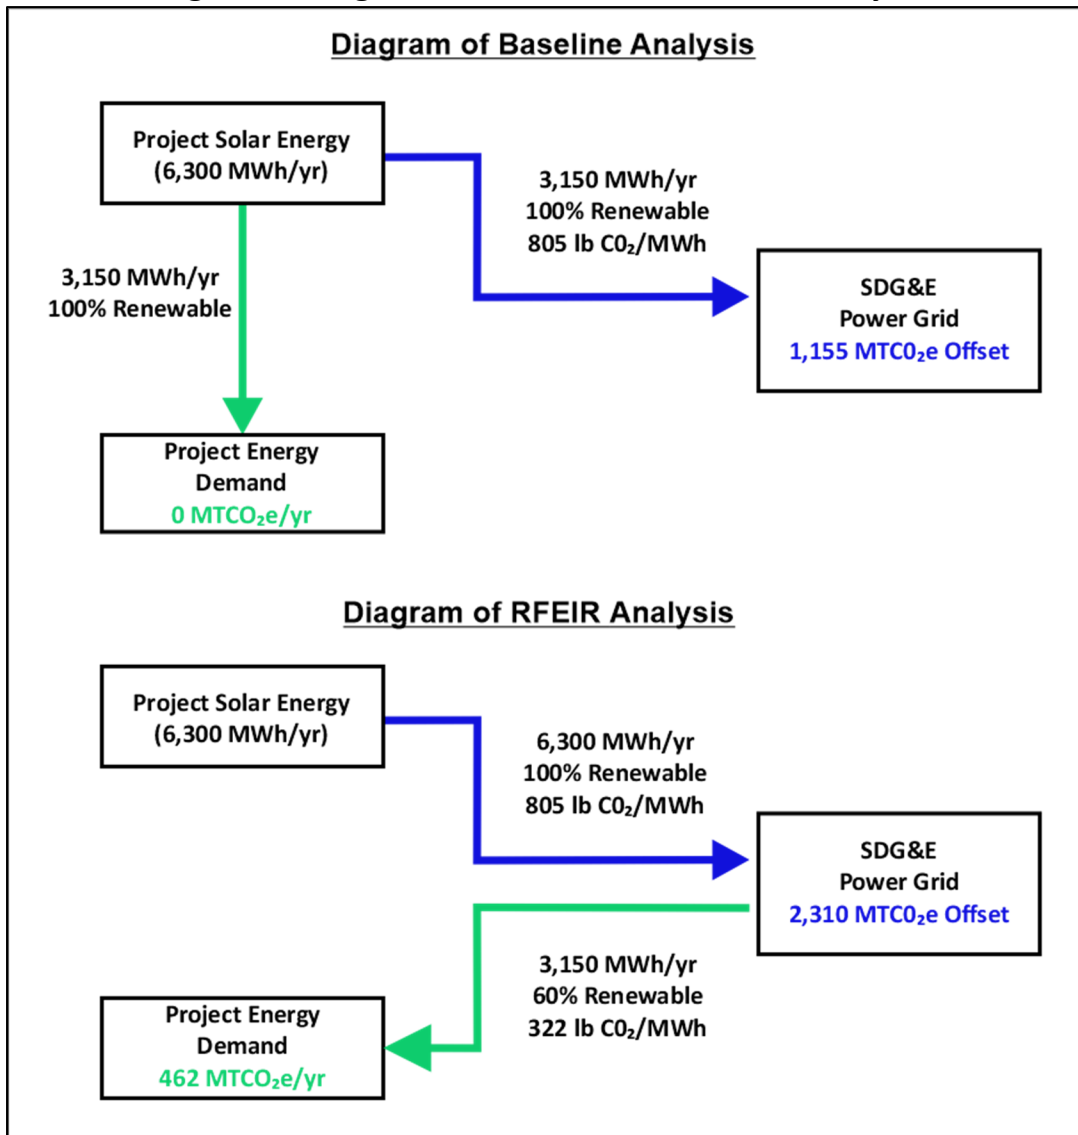 Diagram of Baseline Analysis
Project Solar Energy
(6,300 MWh/yr)
3,150 MWh/yr
100% Renewable
805 lb C0₂/MWh
SDG&E
Power Grid
1,155 MTC0₂e Offset
3,150 MWh/yr
100% Renewable
Project Energy
Demand
0 MTCO₂e/yr
Diagram of RFEIR Analysis
Project Solar Energy
(6,300 MWh/yr)
6,300 MWh/yr
100% Renewable
805 lb C0₂/MWh
SDG&E
Power Grid
2,310 MTC0₂e Offset
3,150 MWh/yr
60% Renewable
322 lb C0₂/MWh
Project Energy
Demand
462 MTCO₂e/yr